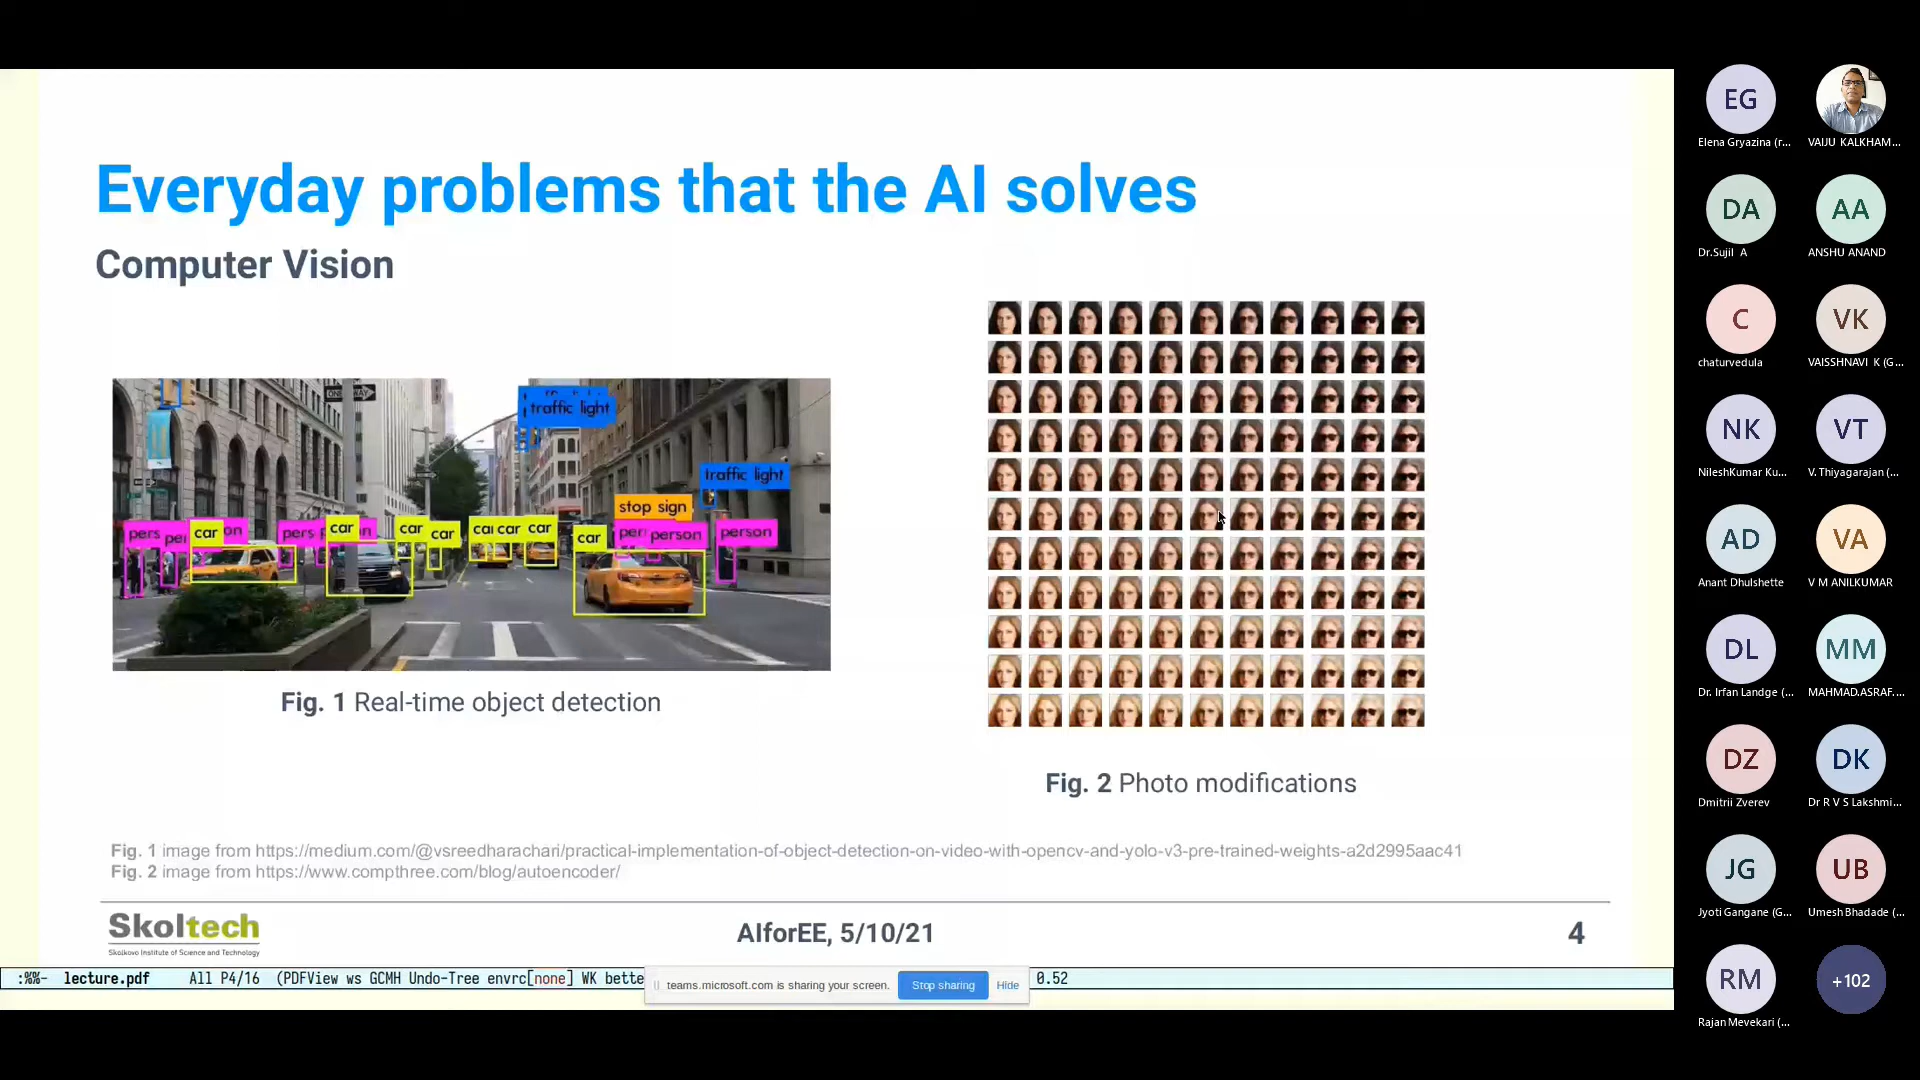 Everyday problems that the AI solves
Computer Vision
ONE WAY
traffic light
traffic light
stop sign
pers per car on pers car car car car car car car per person person
Fig. 1 Real-time object detection
Fig. 2 Photo modifications
Fig. 1 image from https://medium.com/@vsreedharachari/practical-implementation-of-object-detection-on-video-with-opencv-and-yolo-v3-pre-trained-weights-a2d2995aac41
Fig. 2 image from https://www.compthree.com/blog/autoencoder/
Skoltech
Skolkovo Institute of Science and Technology
AIforEE, 5/10/21
4
:%%- lecture.pdf All P4/16 (PDFView ws GCMH Undo-Tree envrc[none] WK bette
teams.microsoft.com is sharing your screen. Stop sharing Hide
0.52
EG
Elena Gryazina (r...
VAIJU KALKHAM...
DA
Dr.Sujil A
AA
ANSHU ANAND
C
chaturvedula
VK
VAISSHNAVI K (G...
NK
NileshKumar Ku...
VT
V. Thiyagarajan (...
AD
Anant Dhulshette
VA
V M ANILKUMAR
DL
Dr. Irfan Landge (...
MM
MAHMAD.ASRAF....
DZ
Dmitrii Zverev
DK
Dr R V S Lakshmi...
JG
Jyoti Gangane (G...
UB
Umesh Bhadade (...
RM
Rajan Mevekari (...
+102